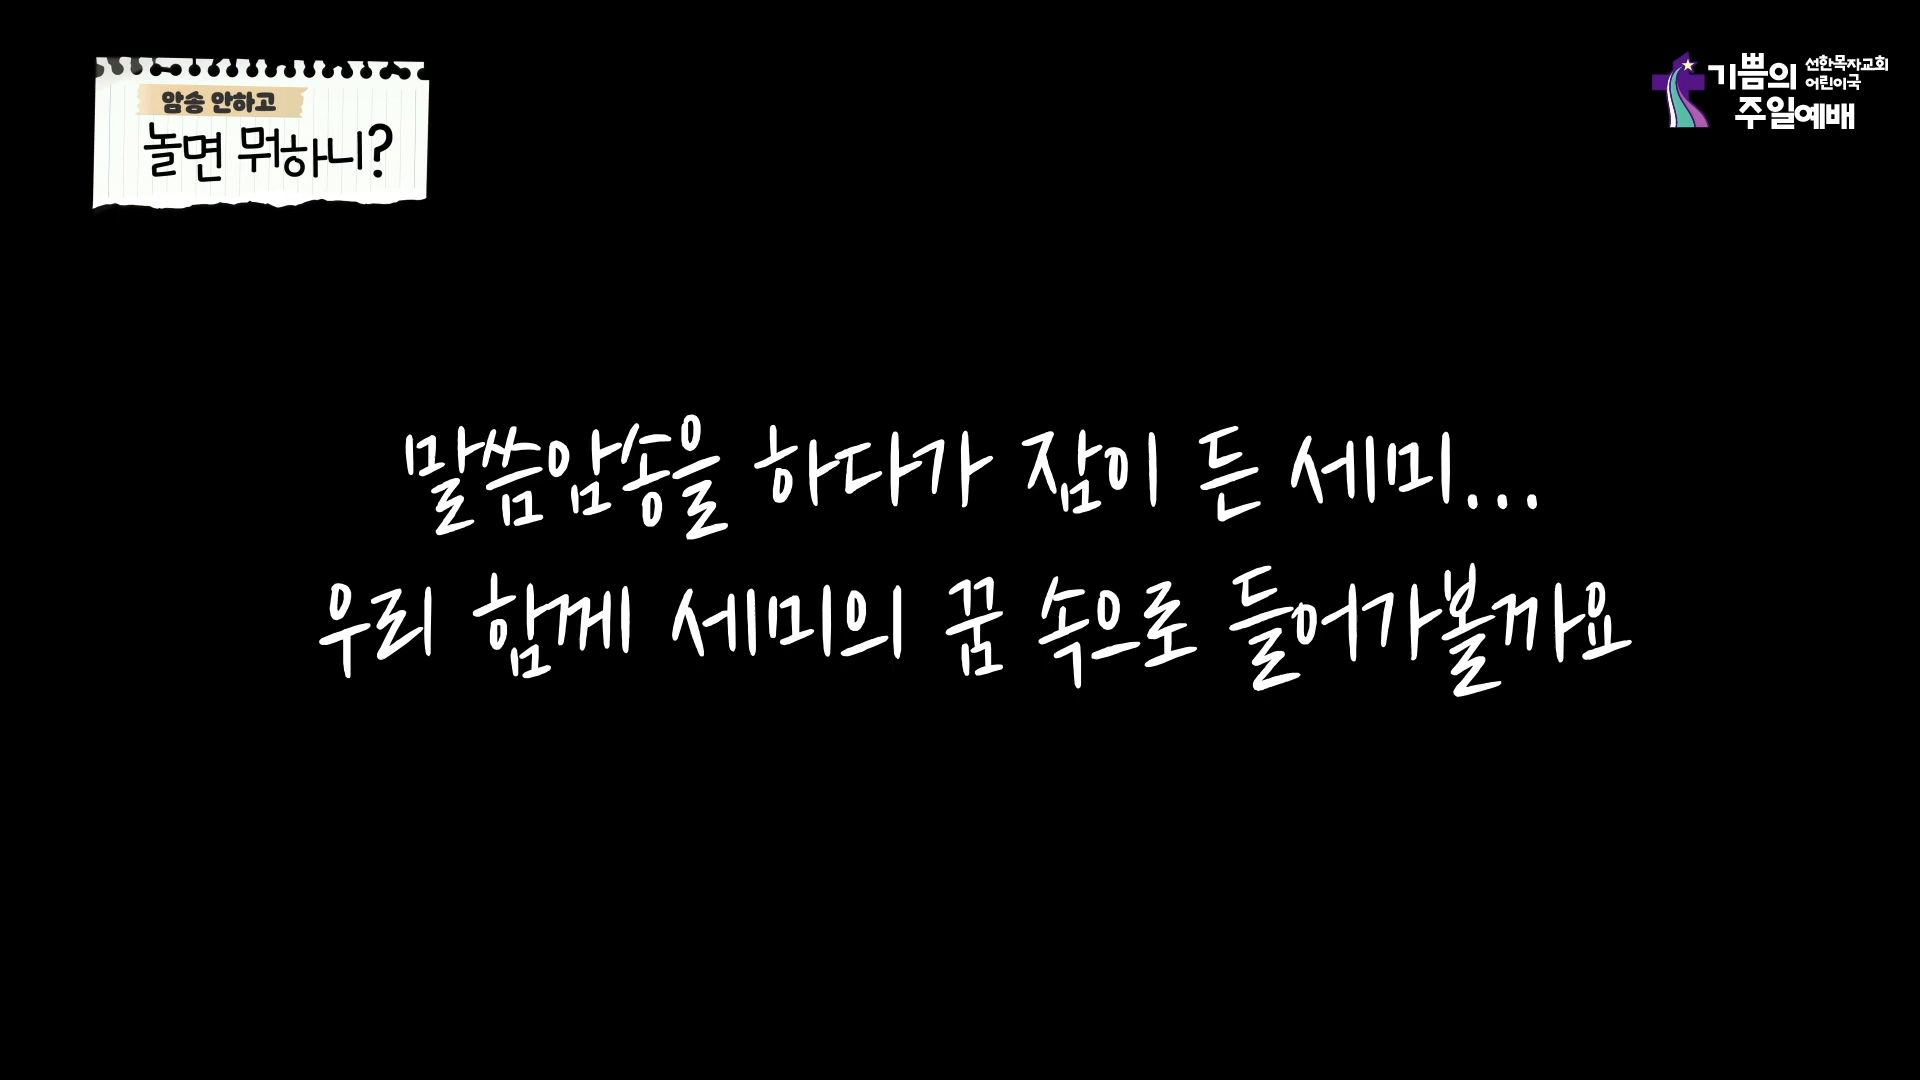 암송 안하고
놀면 뭐하니?
기쁨의 선한목자교회
어린이국
주일예배
말씀암송을 하다가 잠이 든 세미...
우리 함께 세미의 꿈 속으로 들어가볼까요